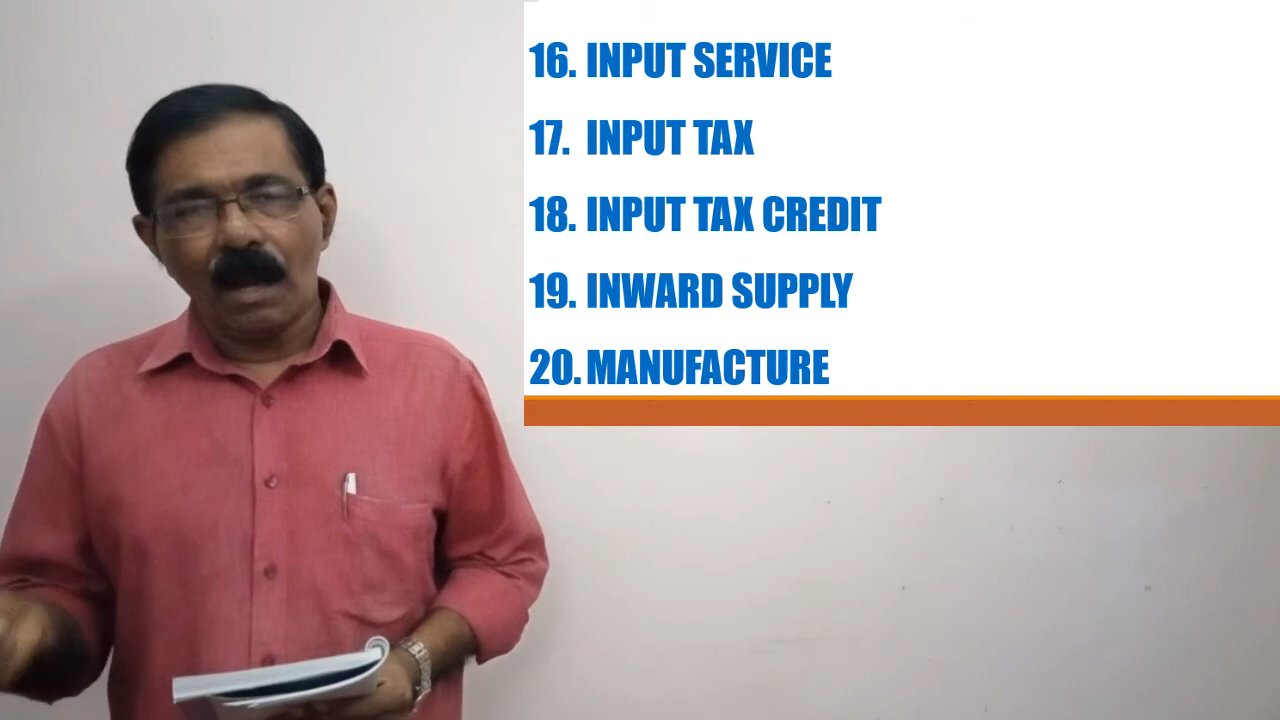 16. INPUT SERVICE
17. INPUT TAX
18. INPUT TAX CREDIT
19. INWARD SUPPLY
20. MANUFACTURE